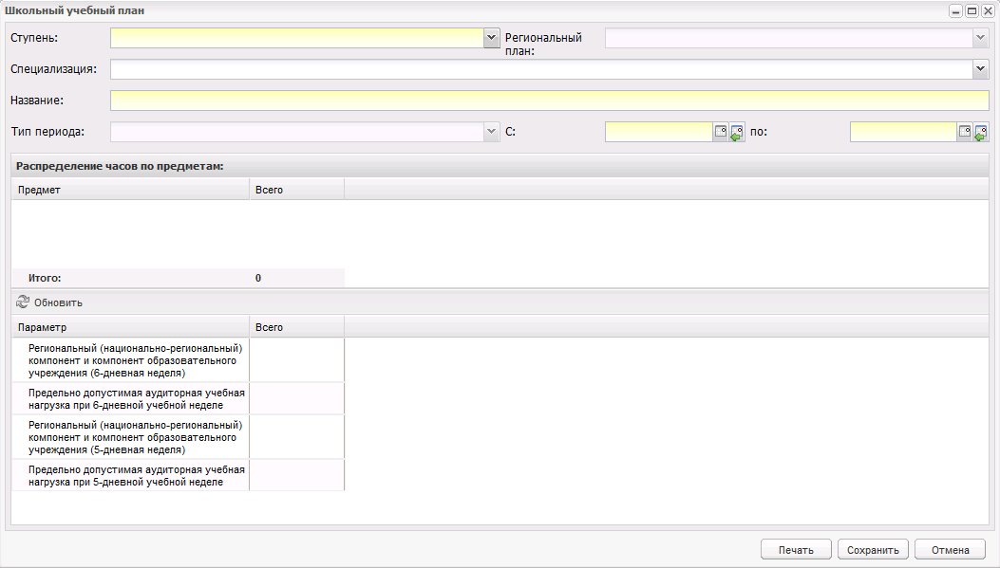 Школьный учебный план
Ступень:
Региональный
план:
Специализация:
Название:
Тип периода:
С:
по:
Распределение часов по предметам:
Предмет
Всего
Итого:
0
Обновить
Параметр
Всего
Региональный (национально-региональный)
компонент и компонент образовательного
учреждения (6-дневная неделя)
Предельно допустимая аудиторная учебная
нагрузка при 6-дневной учебной неделе
Региональный (национально-региональный)
компонент и компонент образовательного
учреждения (5-дневная неделя)
Предельно допустимая аудиторная учебная
нагрузка при 5-дневной учебной неделе
Печать
Сохранить
Отмена